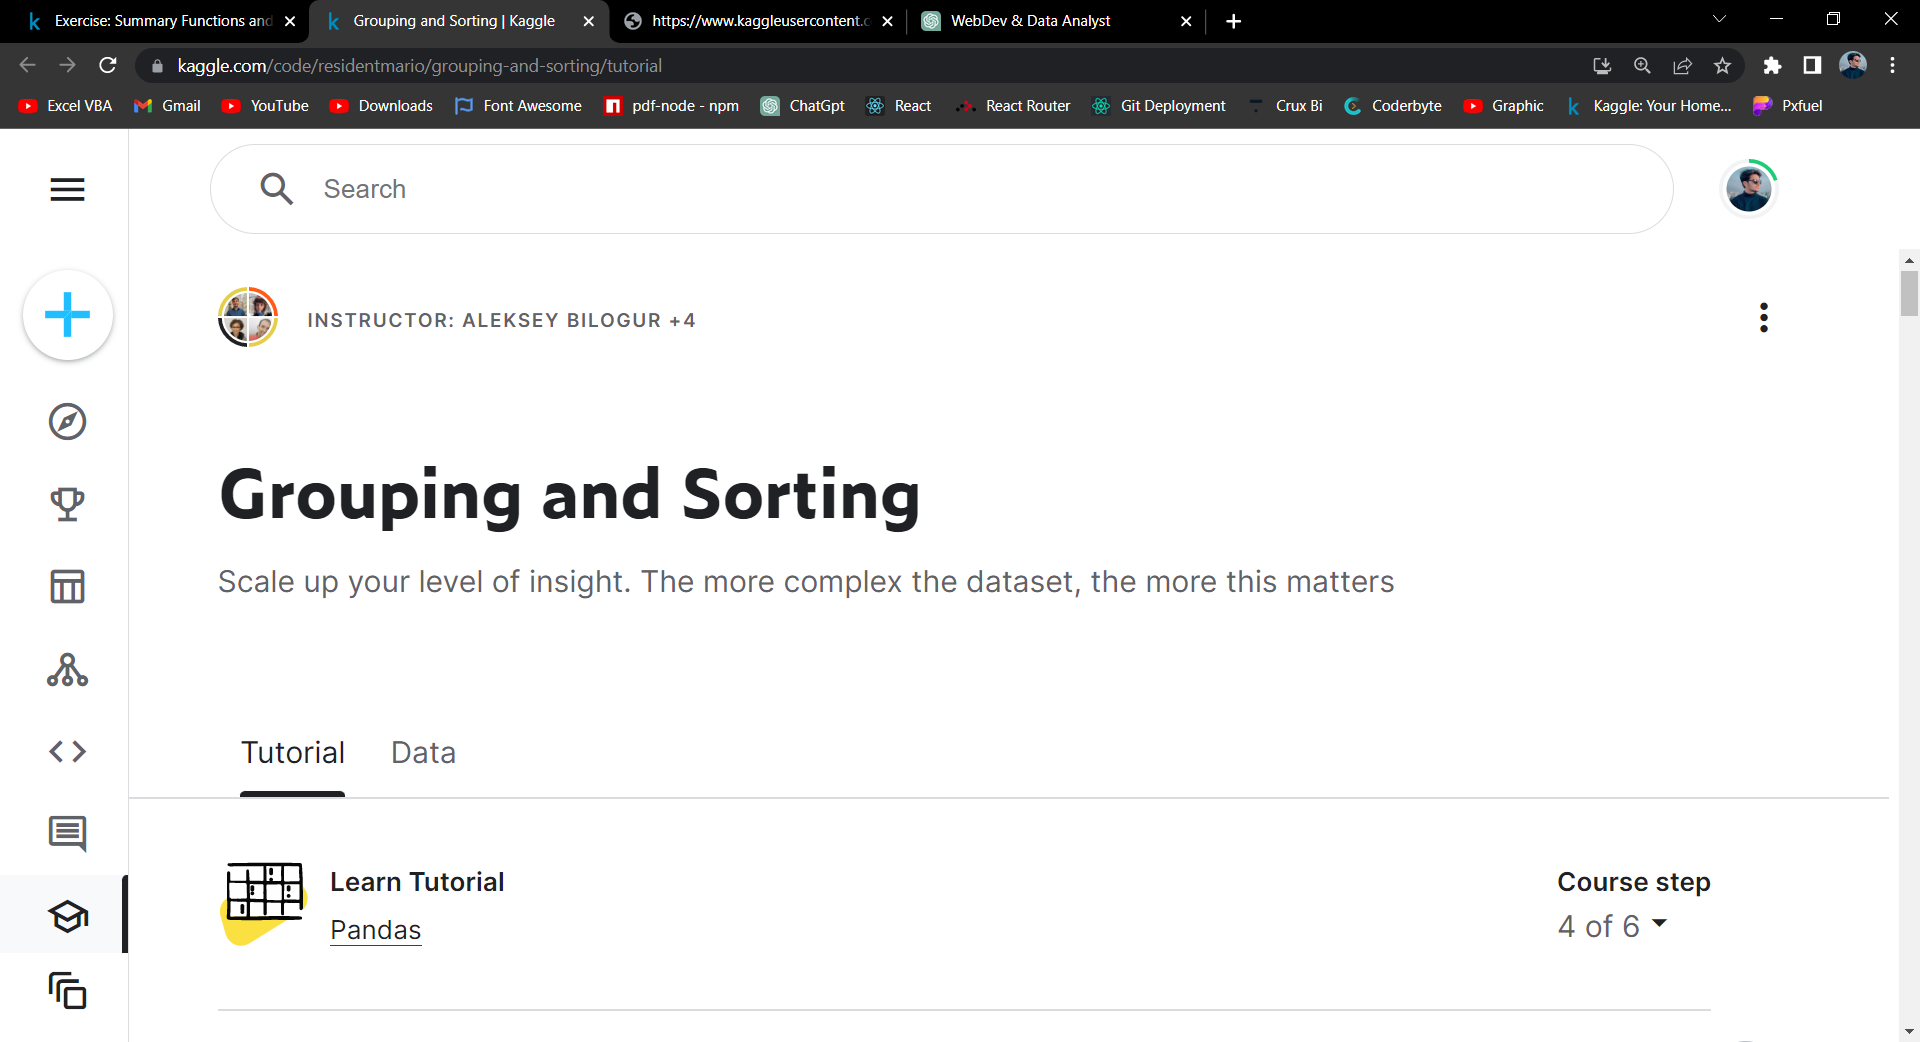 Exercise: Summary Functions and
Grouping and Sorting | Kaggle
https://www.kaggleusercontent.c
WebDev & Data Analyst
kaggle.com/code/residentmario/grouping-and-sorting/tutorial
Excel VBA
Gmail
YouTube
Downloads
Font Awesome
pdf-node - npm
ChatGpt
React
React Router
Git Deployment
Crux Bi
Coderbyte
Graphic
Kaggle: Your Home...
Pxfuel
Search
INSTRUCTOR: ALEKSEY BILOGUR +4
Grouping and Sorting
Scale up your level of insight. The more complex the dataset, the more this matters
Tutorial
Data
Learn Tutorial
Pandas
Course step
4 of 6